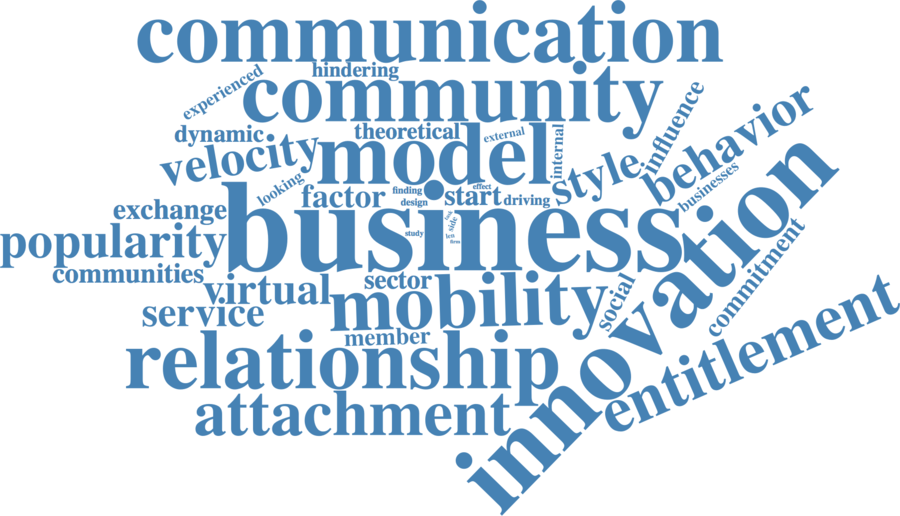 communication
hindering
experienced
community
influence
dynamic
theoretical
external
internal
behavior
velocity
model
style
businesses
looking
factor
finding
effect
start
driving
design
exchange
business
side
study
less
firms
popularity
communities
virtual
sector
mobility
social
innovation
commitment
service
member
relationship
entitlement
attachment